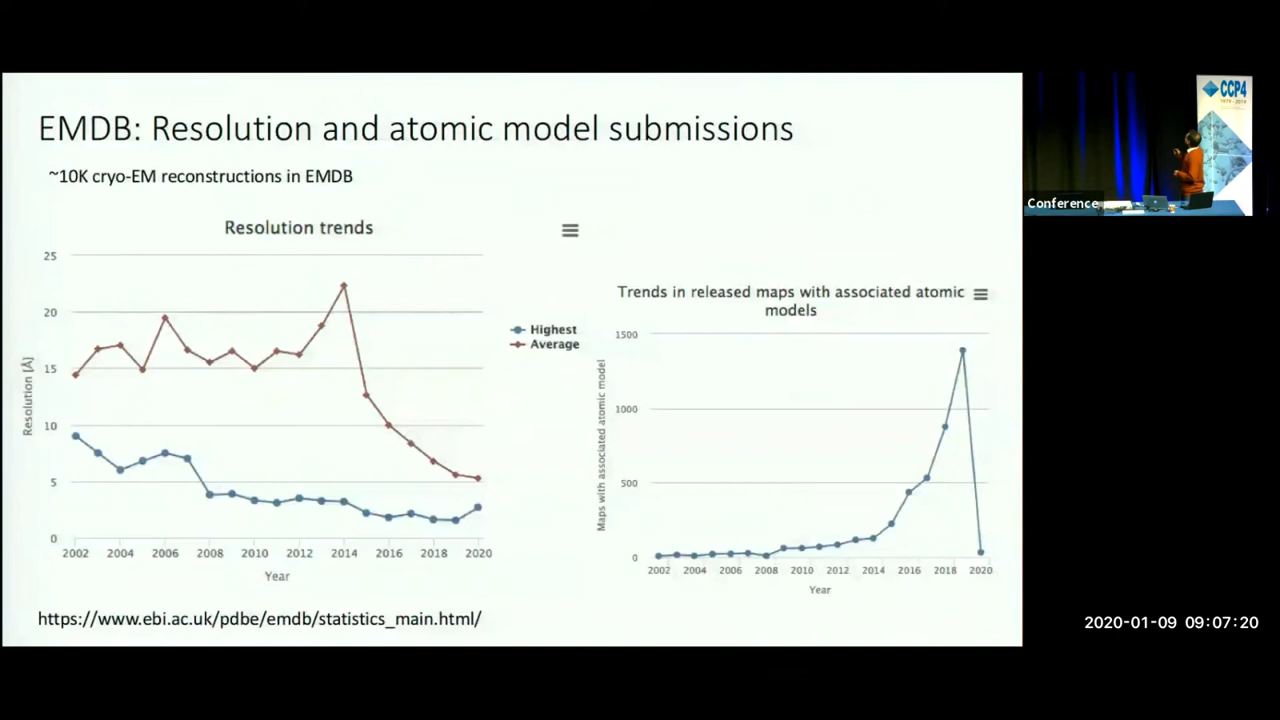 EMDB: Resolution and atomic model submissions
~10K cryo-EM reconstructions in EMDB
Resolution trends
25
20
15
10
5
0
Resolution [Å]
2002 2004 2006 2008 2010 2012 2014 2016 2018 2020
Year
Highest
Average
Trends in released maps with associated atomic
models
1500
1000
500
0
Maps with associated atomic model
2002 2004 2006 2008 2010 2012 2014 2016 2018 2020
Year
https://www.ebi.ac.uk/pdbe/emdb/statistics_main.html/
CCP4
1979-2019
Conference
2020-01-09 09:07:20